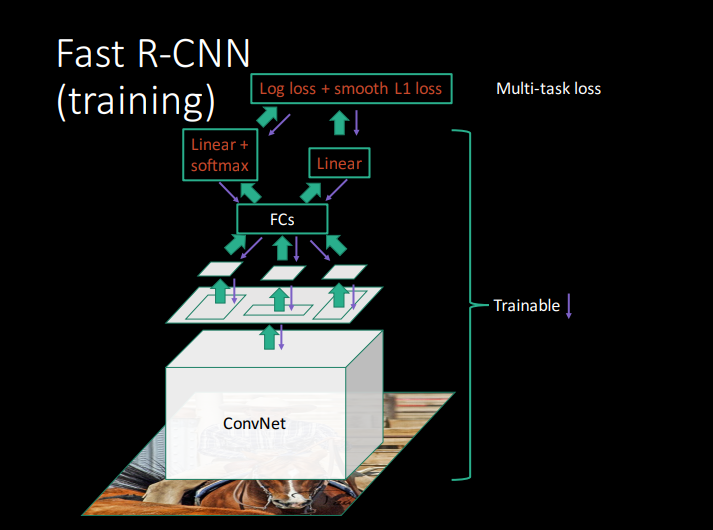 Fast R-CNN
(training)
Log loss + smooth L1 loss
Multi-task loss
Linear +
softmax
Linear
FCs
Trainable
ConvNet